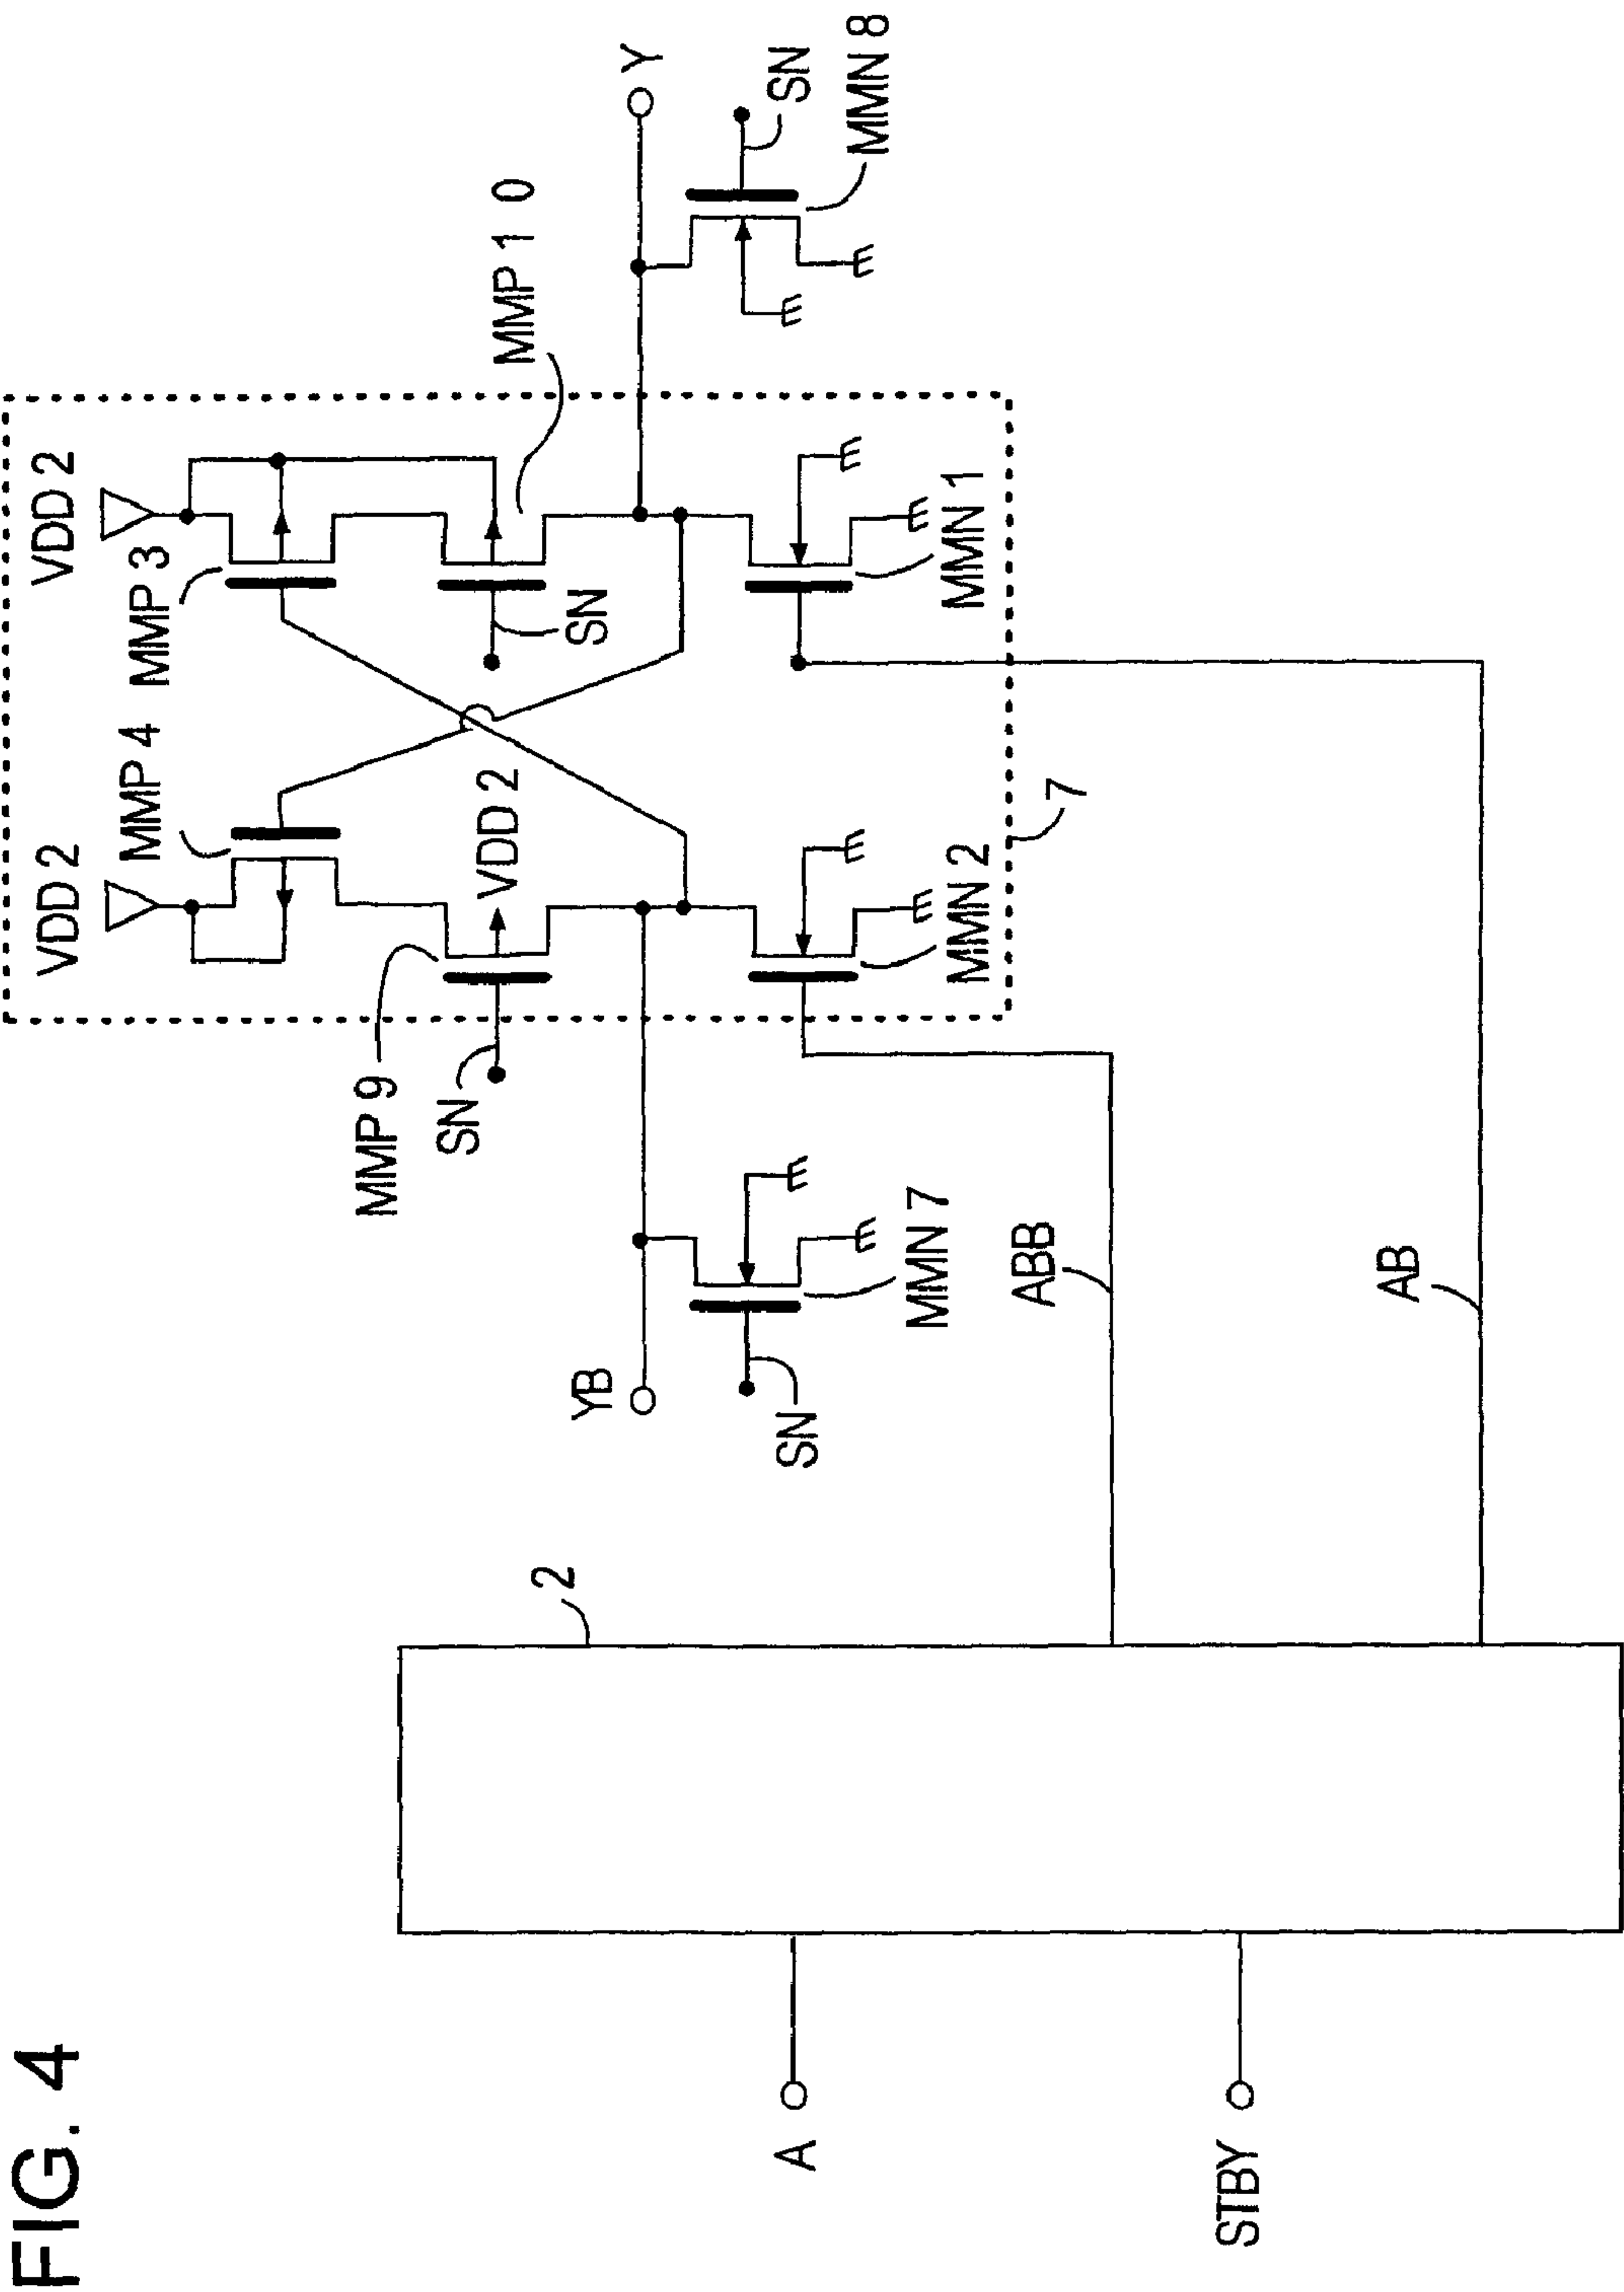 FIG. 4
VDD 2
VDD 2
MMP 4
MMP 3
MMP 9
VDD 2
MMP 1 0
SN
SN
YB
Y
SN
SN
MMN 7
MMN 2
MMN 1
MMN 8
7
2
A
ABB
STBY
AB